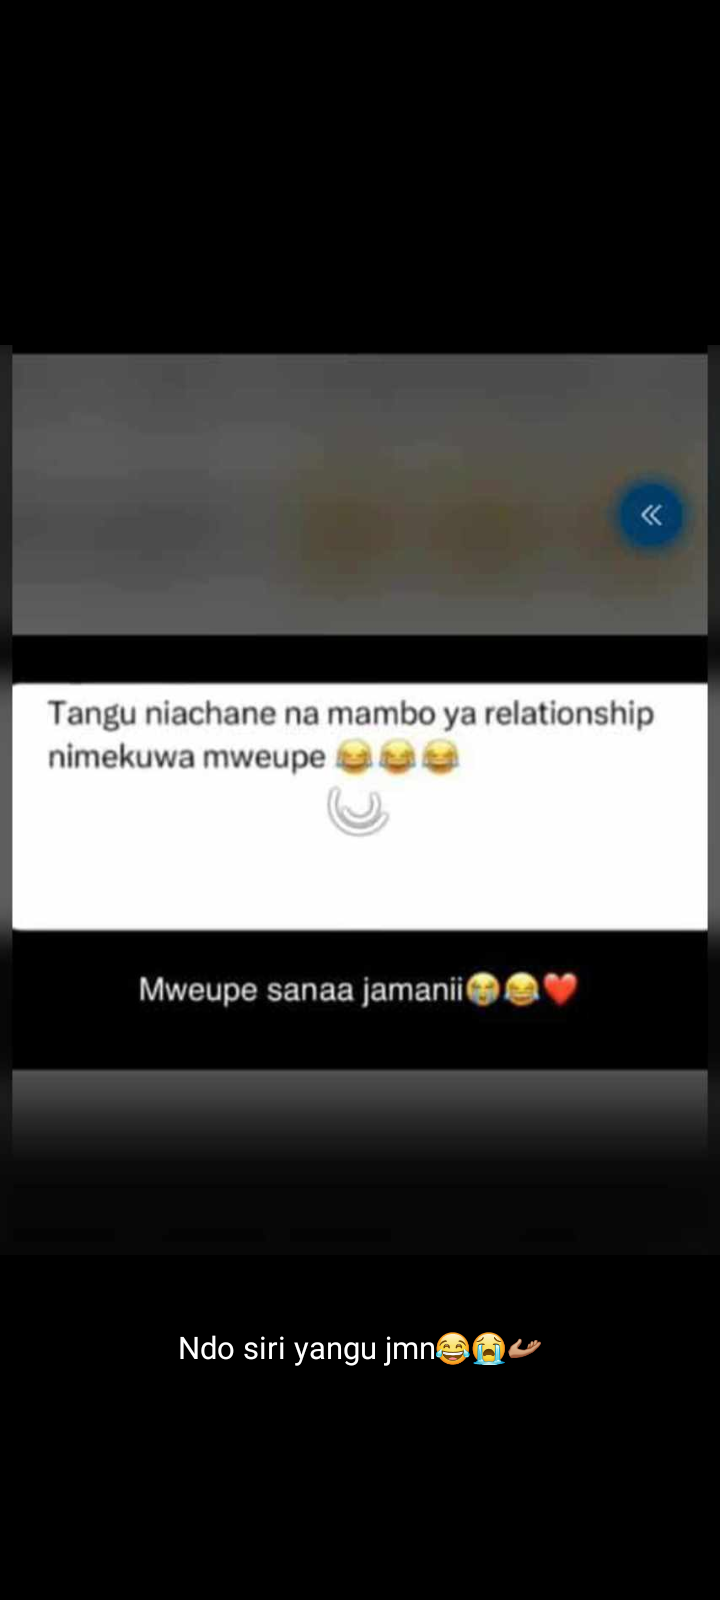 Tangu niachane na mambo ya relationship
nimekuwa mweupe 😂😂😂
Mweupe sanaa jamanii😭😂❤️
Ndo siri yangu jmn😂😭🫴🏽